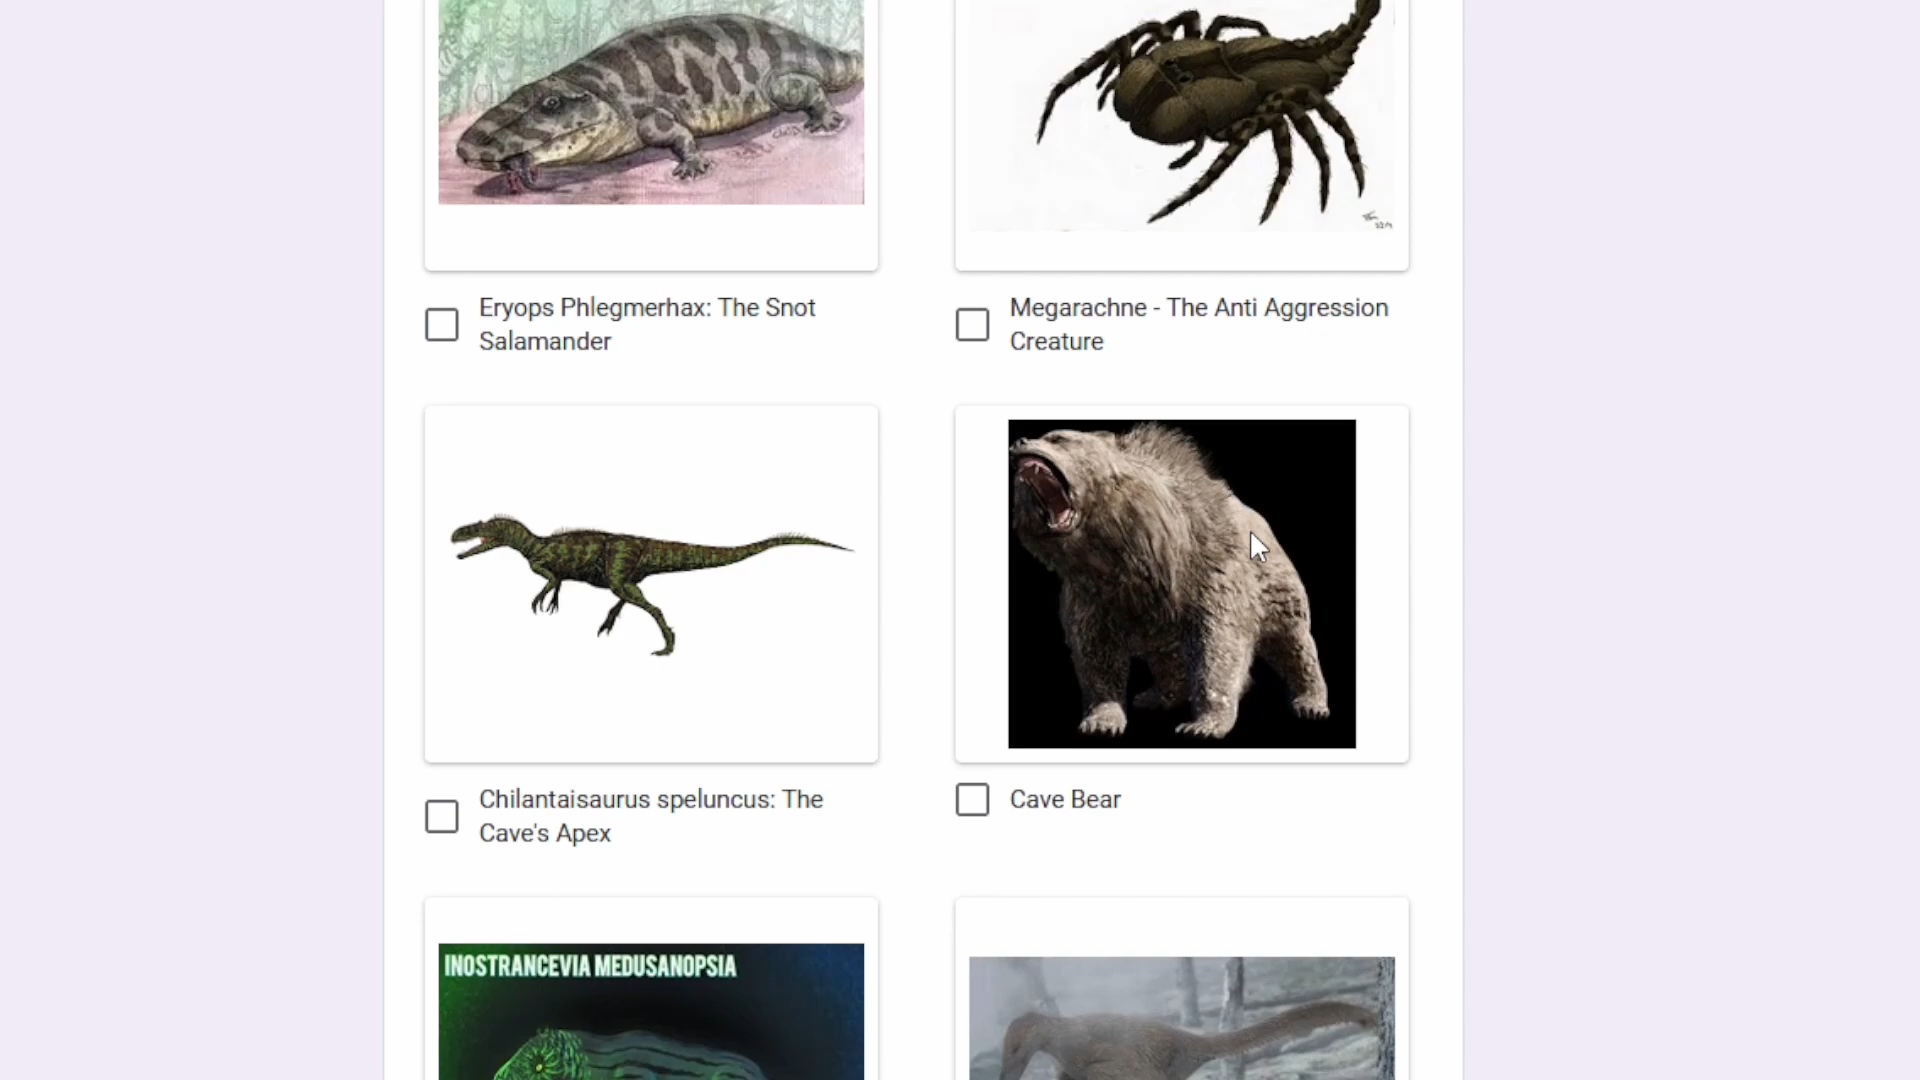 Eryops Phlegmerhax: The Snot
Salamander
Megarachne - The Anti Aggression
Creature
Chilantaisaurus speluncus: The
Cave's Apex
Cave Bear
INOSTRANCEVIA MEDUSANOPSIA